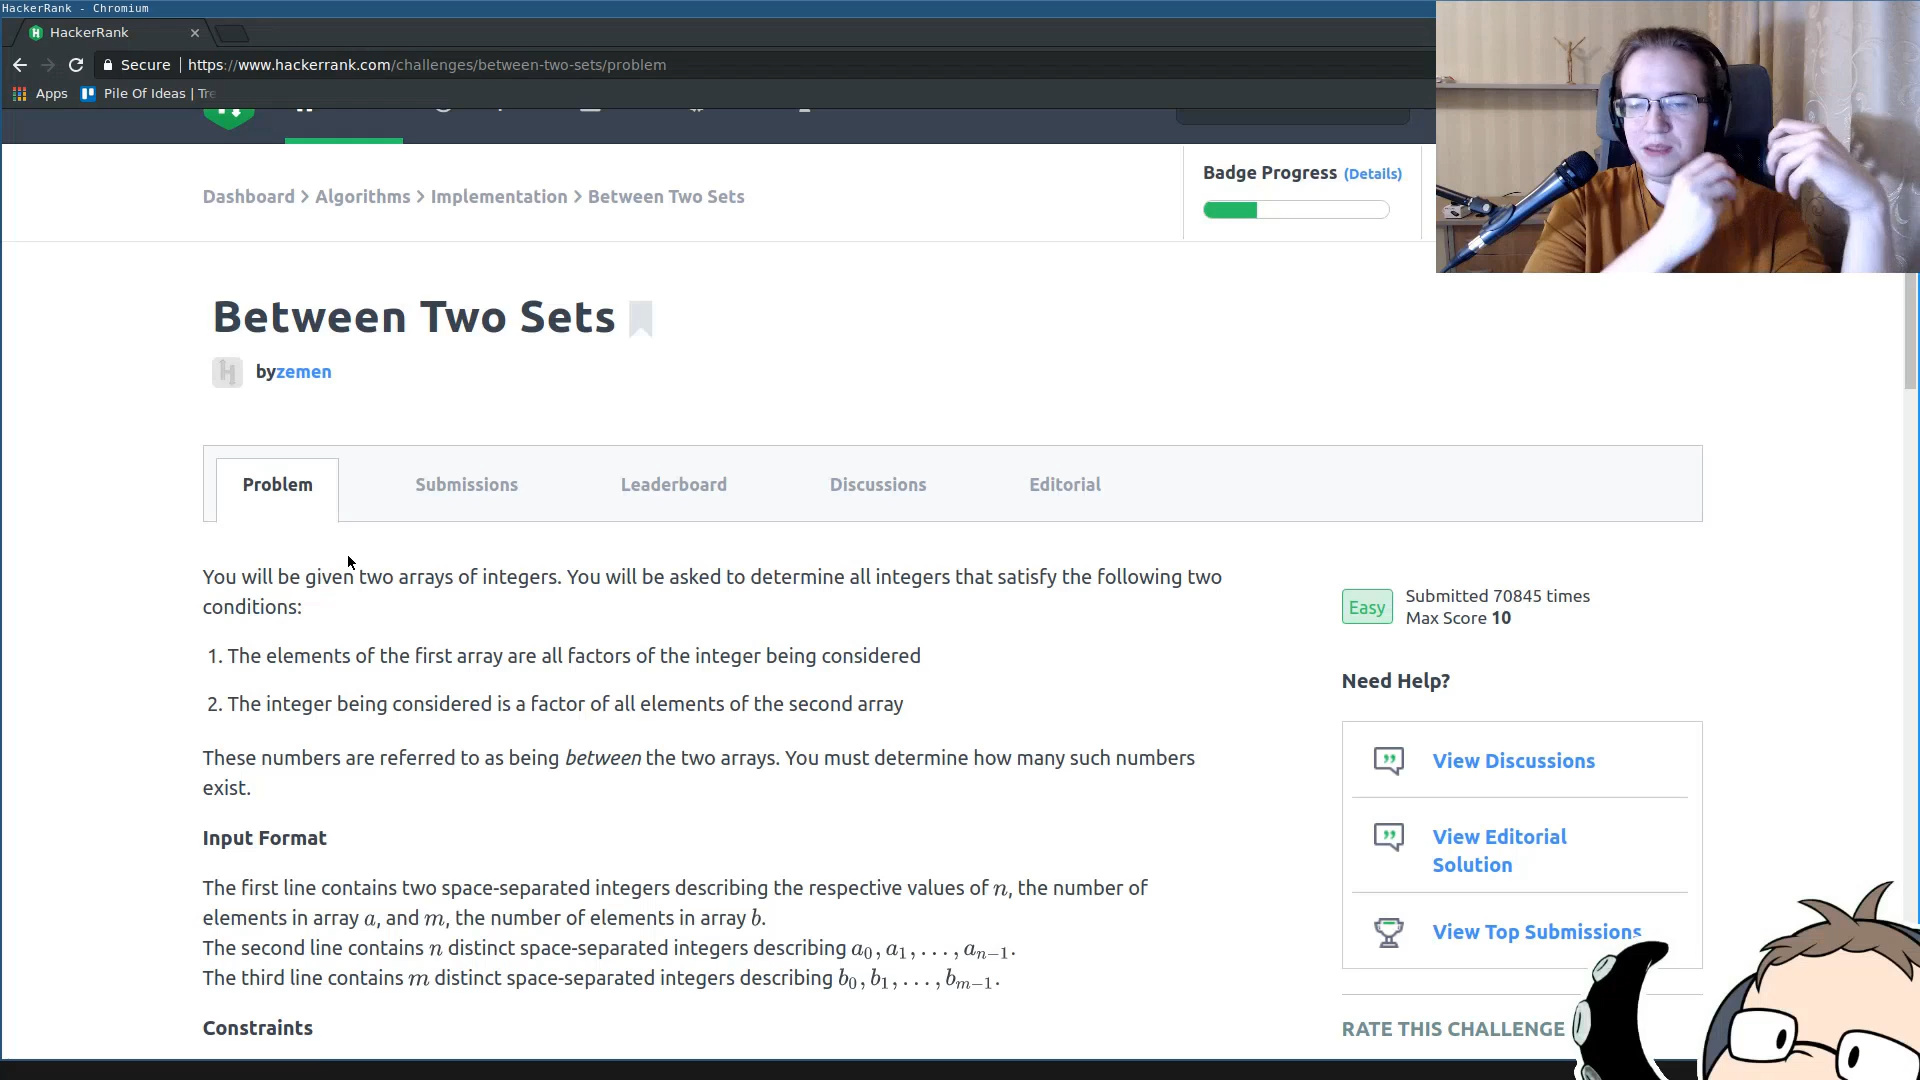 HackerRank - Chromium
HackerRank
Secure | https://www.hackerrank.com/challenges/between-two-sets/problem
Apps Pile Of Ideas | Tre
Dashboard > Algorithms > Implementation > Between Two Sets
Badge Progress (Details)
Between Two Sets
byzemen
Problem Submissions Leaderboard Discussions Editorial
You will be given two arrays of integers. You will be asked to determine all integers that satisfy the following two
conditions:
1. The elements of the first array are all factors of the integer being considered
2. The integer being considered is a factor of all elements of the second array
These numbers are referred to as being between the two arrays. You must determine how many such numbers
exist.
Input Format
The first line contains two space-separated integers describing the respective values of n, the number of
elements in array a, and m, the number of elements in array b.
The second line contains n distinct space-separated integers describing a₀, a₁, . . . , aₙ₋₁.
The third line contains m distinct space-separated integers describing b₀, b₁, . . . , bₘ₋₁.
Constraints
Easy
Submitted 70845 times
Max Score 10
Need Help?
View Discussions
View Editorial
Solution
View Top Submissions
RATE THIS CHALLENGE